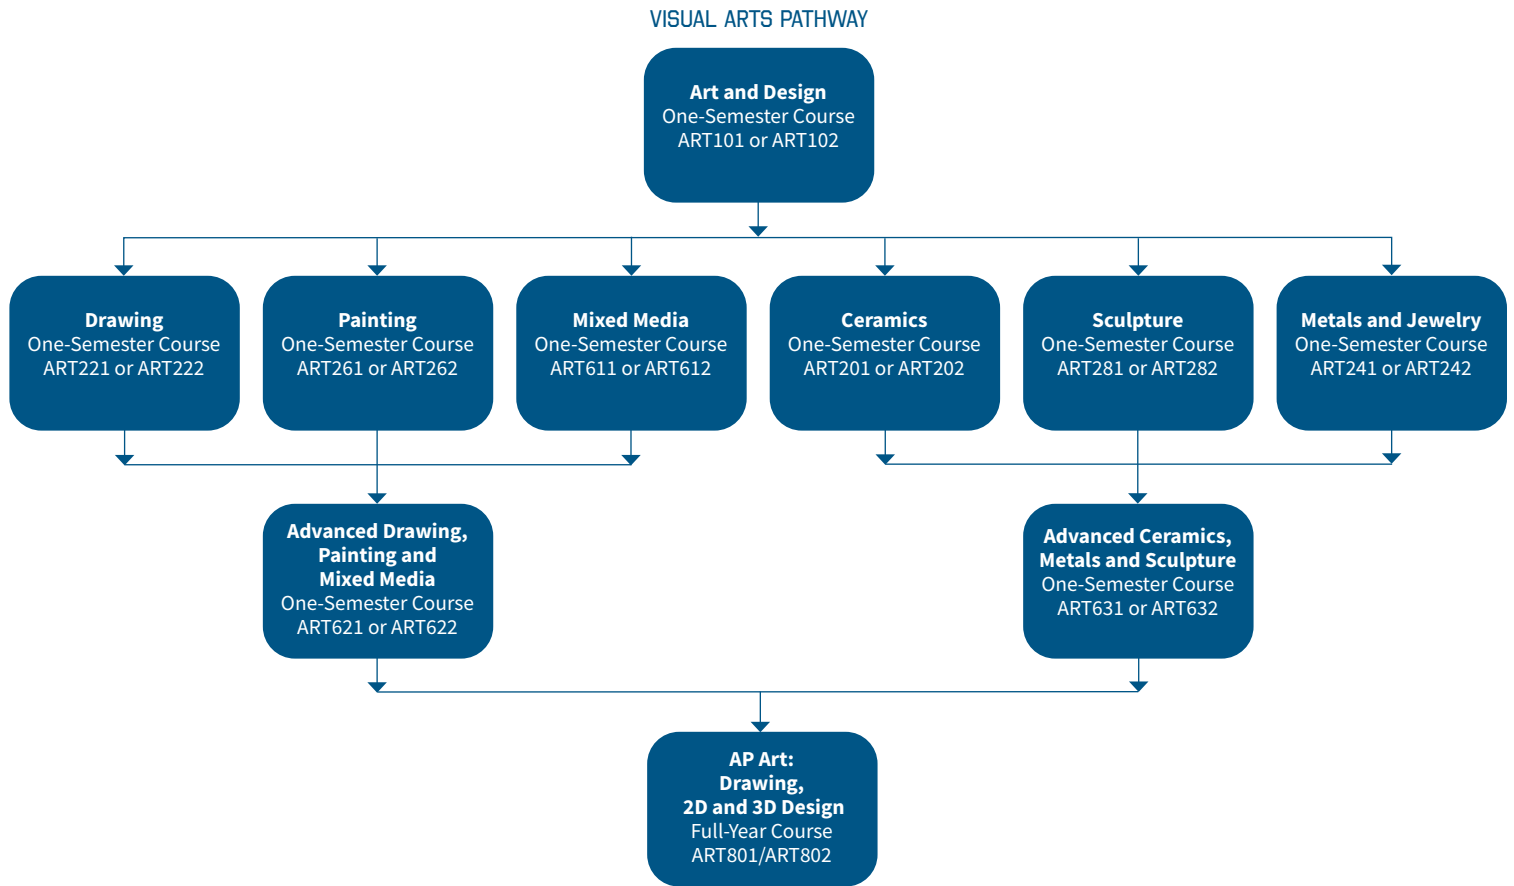 VISUAL ARTS PATHWAY
Art and Design
One-Semester Course
ART101 or ART102
Drawing
One-Semester Course
ART221 or ART222
Painting
One-Semester Course
ART261 or ART262
Mixed Media
One-Semester Course
ART611 or ART612
Ceramics
One-Semester Course
ART201 or ART202
Sculpture
One-Semester Course
ART281 or ART282
Metals and Jewelry
One-Semester Course
ART241 or ART242
Advanced Drawing,
Painting and
Mixed Media
One-Semester Course
ART621 or ART622
Advanced Ceramics,
Metals and Sculpture
One-Semester Course
ART631 or ART632
AP Art:
Drawing,
2D and 3D Design
Full-Year Course
ART801/ART802